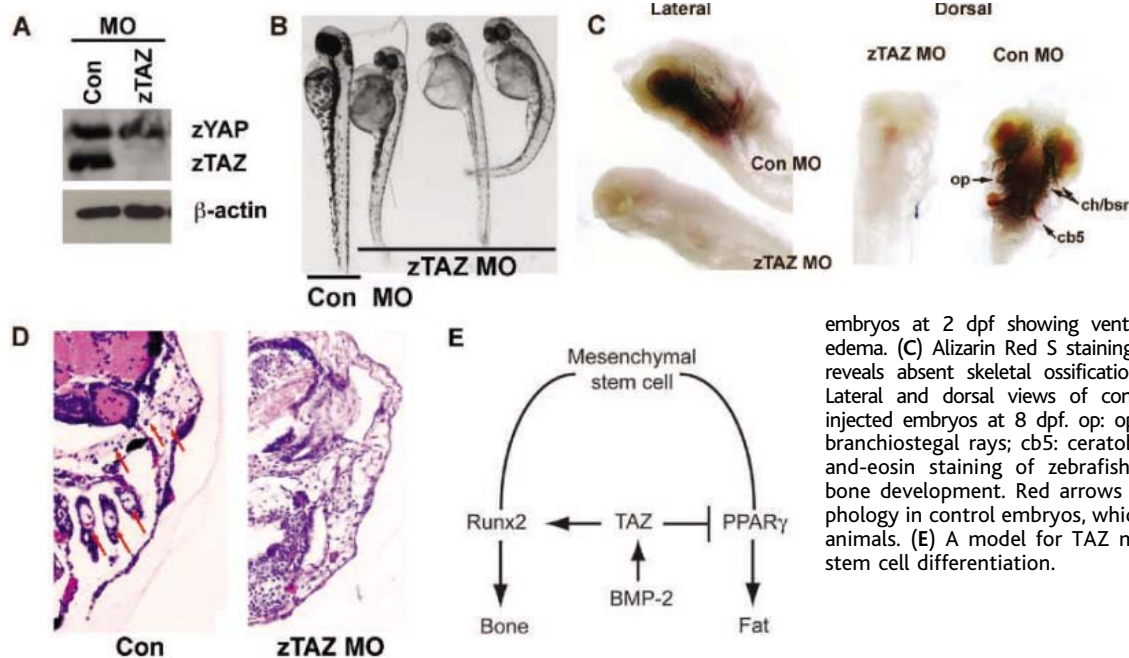 A
MO
Con
zTAZ
zYAP
zTAZ
β-actin
B
Con MO
zTAZ MO
C
Lateral
Con MO
zTAZ MO
Dorsal
zTAZ MO
Con MO
op
ch/bsr
cb5
D
Con
zTAZ MO
E
Mesenchymal
stem cell
Runx2
TAZ
PPARγ
BMP-2
Bone
Fat
embryos at 2 dpf showing vent
edema. (C) Alizarin Red S staining
reveals absent skeletal ossificatio
Lateral and dorsal views of con
injected embryos at 8 dpf. op: op
branchiostegal rays; cb5: ceratol
and-eosin staining of zebrafish
bone development. Red arrows
phology in control embryos, whic
animals. (E) A model for TAZ m
stem cell differentiation.